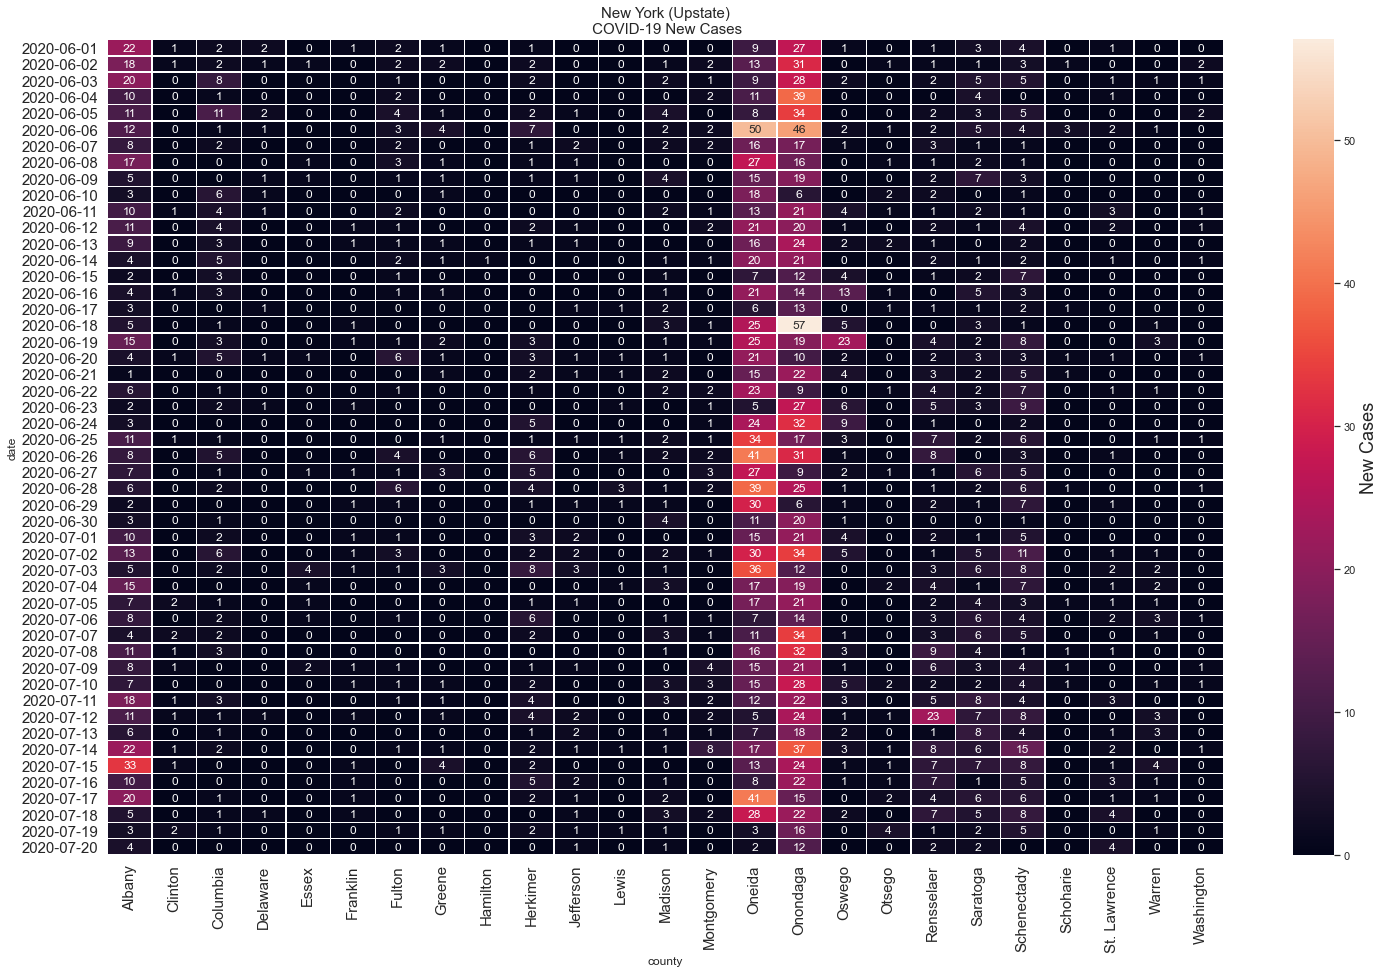 New York (Upstate)
COVID-19 New Cases
2020-06-01 22 1 2 2 0 1 2 1 0 1 0 0 0 0 9 27 1 0 1 3 4 0 1 0 0
2020-06-02 18 1 2 1 1 0 2 2 0 2 0 0 1 2 13 31 0 1 1 1 3 1 0 0 2
2020-06-03 20 0 8 0 0 0 1 0 0 2 0 0 2 1 9 28 2 0 2 5 5 0 1 1 1
2020-06-04 10 0 1 0 0 0 2 0 0 0 0 0 0 2 11 39 0 0 0 4 0 0 1 0 0
2020-06-05 11 0 11 2 0 0 4 1 0 2 1 0 4 0 8 34 0 0 2 3 5 0 0 0 2
2020-06-06 12 0 1 1 0 0 3 4 0 7 0 0 2 2 50 46 2 1 2 5 4 3 2 1 0
2020-06-07 8 0 2 0 0 0 2 0 0 1 2 0 2 2 16 17 1 0 3 1 1 0 0 0 0
2020-06-08 17 0 0 0 1 0 3 1 0 1 1 0 0 0 27 16 0 1 1 2 1 0 0 0 0
2020-06-09 5 0 0 1 1 0 1 1 0 1 1 0 4 0 15 19 0 0 2 7 3 0 0 0 0
2020-06-10 3 0 6 1 0 0 0 1 0 0 0 0 0 0 18 6 0 2 2 0 1 0 0 0 0
2020-06-11 10 1 4 1 0 0 2 0 0 0 0 0 2 1 13 21 4 1 1 2 1 0 3 0 1
2020-06-12 11 0 4 0 0 1 1 0 0 2 1 0 0 2 21 20 1 0 2 1 4 0 2 0 1
2020-06-13 9 0 3 0 0 1 1 1 0 1 1 0 0 0 16 24 2 2 1 0 2 0 0 0 0
2020-06-14 4 0 5 0 0 0 2 1 1 0 0 0 1 1 20 21 0 0 2 1 2 0 1 0 1
2020-06-15 2 0 3 0 0 0 1 0 0 0 0 0 0 0 7 12 4 0 1 2 7 0 0 0 0
2020-06-16 4 1 3 0 0 0 1 1 0 0 0 0 0 0 21 14 13 1 0 5 3 0 0 0 0
2020-06-17 3 0 0 1 0 0 0 0 0 0 1 1 2 0 6 13 0 1 1 1 2 1 0 0 0
2020-06-18 5 0 1 0 0 1 0 0 0 0 0 0 3 1 25 57 5 0 0 3 1 0 0 1 0
2020-06-19 15 0 3 0 0 1 1 2 0 3 0 0 1 1 25 19 23 0 4 2 8 0 0 3 0
2020-06-20 4 1 5 1 1 0 6 1 0 3 1 1 1 0 21 10 2 0 2 3 3 1 1 0 1
2020-06-21 1 0 0 0 0 0 0 1 0 2 1 1 2 0 15 22 4 0 3 2 5 1 0 0 0
2020-06-22 6 0 1 0 0 0 1 0 0 1 0 0 2 2 23 9 0 1 4 2 7 0 1 1 0
2020-06-23 2 0 2 1 0 1 0 0 0 0 0 1 0 1 5 27 6 0 5 3 9 0 0 0 0
2020-06-24 3 0 0 0 0 0 0 0 0 5 0 0 0 1 24 32 9 0 1 0 2 0 0 0 0
2020-06-25 11 1 1 0 0 0 0 1 0 1 1 1 2 0 34 17 3 0 7 2 6 0 0 1 1
2020-06-26 8 0 5 0 0 0 4 0 0 6 0 1 2 2 41 31 1 0 8 0 3 0 1 0 0
2020-06-27 7 0 1 0 1 1 1 3 0 5 0 0 0 3 27 9 2 1 1 6 5 0 0 0 0
2020-06-28 6 0 2 0 0 0 6 0 0 4 0 3 1 2 39 25 1 0 1 2 6 1 0 0 1
2020-06-29 2 0 0 0 0 1 1 0 0 1 1 1 1 0 30 6 1 0 2 1 7 0 1 0 0
2020-06-30 3 0 1 0 0 0 0 0 0 0 0 0 4 0 11 20 1 0 0 0 1 0 0 0 0
2020-07-01 10 0 2 0 0 1 1 0 0 3 2 0 0 0 15 21 4 0 2 1 5 0 0 0 0
2020-07-02 13 0 6 0 0 1 3 0 0 2 2 0 2 1 30 34 5 0 1 5 11 0 1 1 0
2020-07-03 5 0 2 0 4 1 1 3 0 8 3 0 1 0 36 12 0 0 3 6 8 0 2 2 0
2020-07-04 15 0 0 0 1 0 0 0 0 0 0 1 3 0 17 19 0 2 4 1 7 0 1 2 0
2020-07-05 7 2 1 0 1 0 0 0 0 1 1 0 0 0 17 21 0 0 2 4 3 1 1 1 0
2020-07-06 8 0 2 0 1 0 1 0 0 6 0 0 1 1 7 14 0 0 3 6 4 0 2 3 1
2020-07-07 4 2 2 0 0 0 0 0 0 2 0 0 3 1 11 34 1 0 3 6 5 0 0 1 0
2020-07-08 11 1 3 0 0 0 0 0 0 0 0 0 1 0 16 32 3 0 9 4 1 1 1 0 0
2020-07-09 8 1 0 0 2 1 1 0 0 1 1 0 0 4 15 21 1 0 6 3 4 1 0 0 1
2020-07-10 7 0 0 0 0 1 1 1 0 2 0 0 3 3 15 28 5 2 2 2 4 1 0 1 1
2020-07-11 18 1 3 0 0 0 1 1 0 4 0 0 3 2 12 22 3 0 5 8 4 0 3 0 0
2020-07-12 11 1 1 1 0 1 0 1 0 4 2 0 0 2 5 24 1 1 23 7 8 0 0 3 0
2020-07-13 6 0 1 0 0 0 0 0 0 1 2 0 1 1 7 18 2 0 1 8 4 0 1 3 0
2020-07-14 22 1 2 0 0 0 1 1 0 2 1 1 1 8 17 37 3 1 8 6 15 0 2 0 1
2020-07-15 33 1 0 0 0 1 0 4 0 2 0 0 0 0 13 24 0 1 7 7 8 0 1 4 0
2020-07-16 10 0 0 0 0 1 0 0 0 5 2 0 1 0 8 22 1 1 7 1 5 0 3 1 0
2020-07-17 20 0 1 0 0 1 0 0 0 2 1 0 2 0 41 15 0 2 4 6 6 0 1 1 0
2020-07-18 5 0 1 1 0 1 0 0 0 0 1 0 3 2 28 22 2 0 7 5 8 0 4 0 0
2020-07-19 3 2 1 0 0 0 1 1 0 2 1 1 1 0 3 16 0 4 1 2 5 0 0 1 0
2020-07-20 4 0 0 0 0 0 0 0 0 0 1 0 1 0 2 12 0 0 2 2 0 0 4 0 0
Albany Clinton Columbia Delaware Essex Franklin Fulton Greene Hamilton Herkimer Jefferson Lewis Madison Montgomery Oneida Onondaga Oswego Otsego Rensselaer Saratoga Schenectady Schoharie St. Lawrence Warren Washington
county
date
50
40
30
20
10
0
New Cases